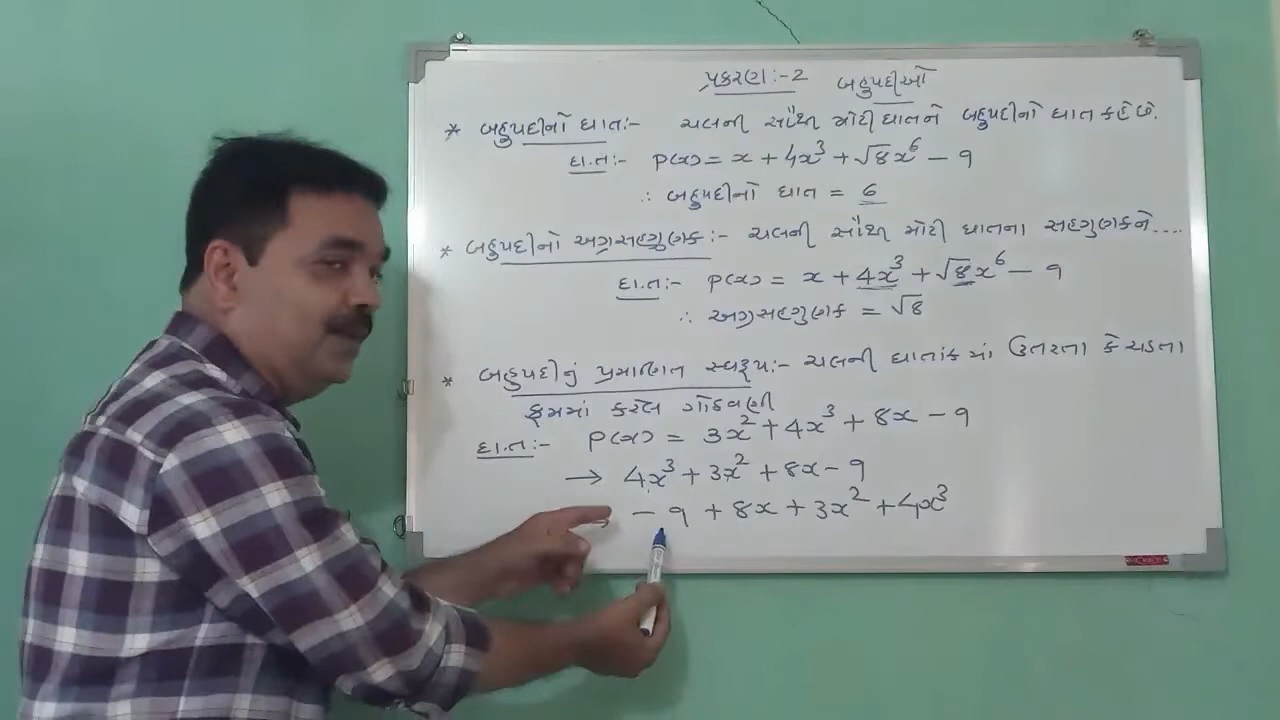 પ્રકરણ:-2 બહુપદીઓ
* બહુપદીનો ઘાત:- ચલની સૌથી મોટી ઘાતને બહુપદીનો ઘાત કહે છે.
દા.ત:- P(x) = x + 4x³ + √8x⁶ - 9
∴ બહુપદીનો ઘાત = 6
* બહુપદીનો અગ્રસહગુણક:- ચલની સૌથી મોટી ઘાતના સહગુણકને....
દા.ત:- P(x) = x + 4x³ + √8x⁶ - 9
∴ અગ્રસહગુણક = √8
* બહુપદીનું પ્રમાણિત સ્વરૂપ:- ચલની ઘાતાંકમાં ઉતરતા કે ચડતા
ક્રમમાં કરેલ ગોઠવણી
દા.ત:- P(x) = 3x² + 4x³ + 8x - 9
→ 4x³ + 3x² + 8x - 9
- 9 + 8x + 3x² + 4x³